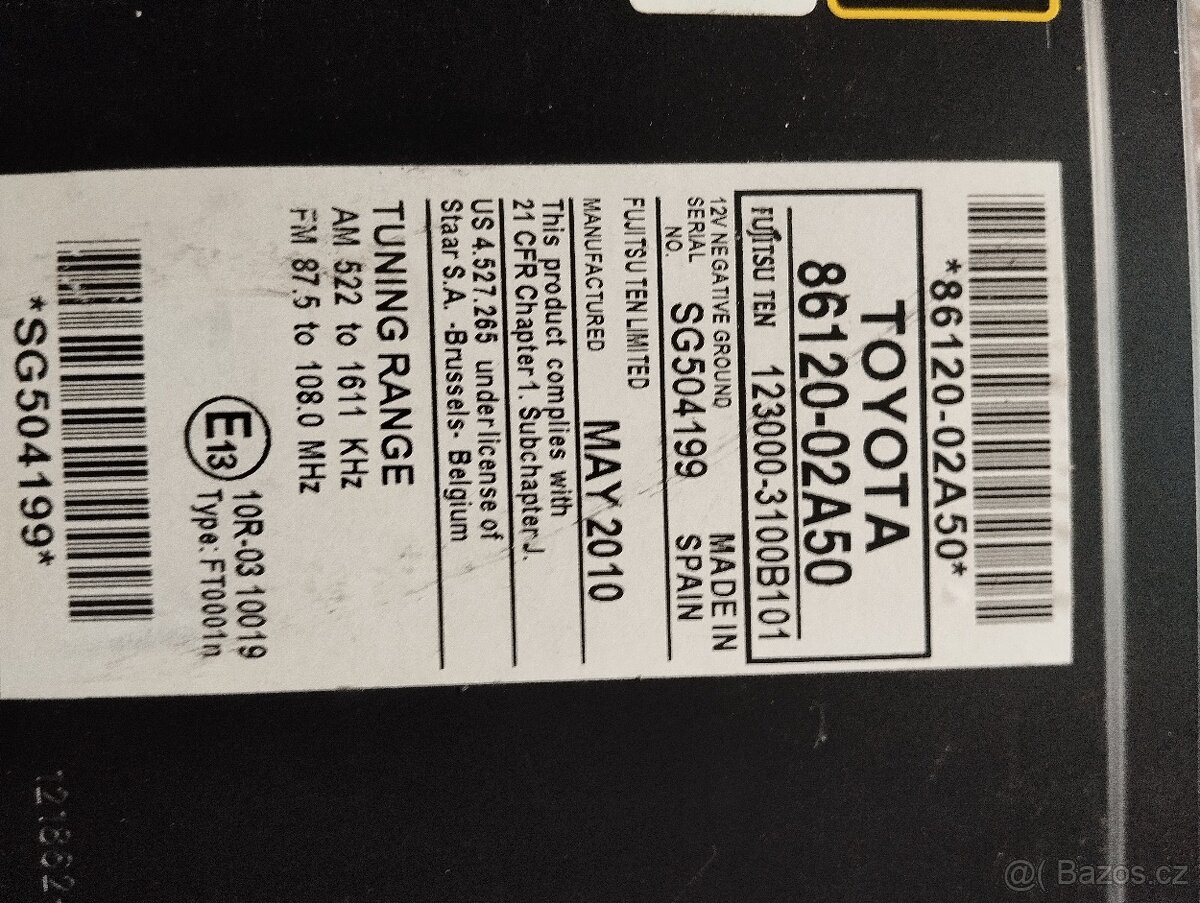 *86120-02A50*
TOYOTA
86120-02A50
FUJITSU TEN 123000-3100B101
12V NEGATIVE GROUND
SERIAL NO. SG504199
MADE IN
SPAIN
FUJITSU TEN LIMITED
MANUFACTURED MAY 2010
This product complies with
21 CFR Chapter 1. Subchapter J.
US 4.527.265 under license of
Staar S.A. -Brussels- Belgium
TUNING RANGE
AM 522 to 1611 KHz
FM 87.5 to 108.0 MHz
E13
10R-03 10019
Type: FT0001n
*SG504199*
@( Bazos.cz